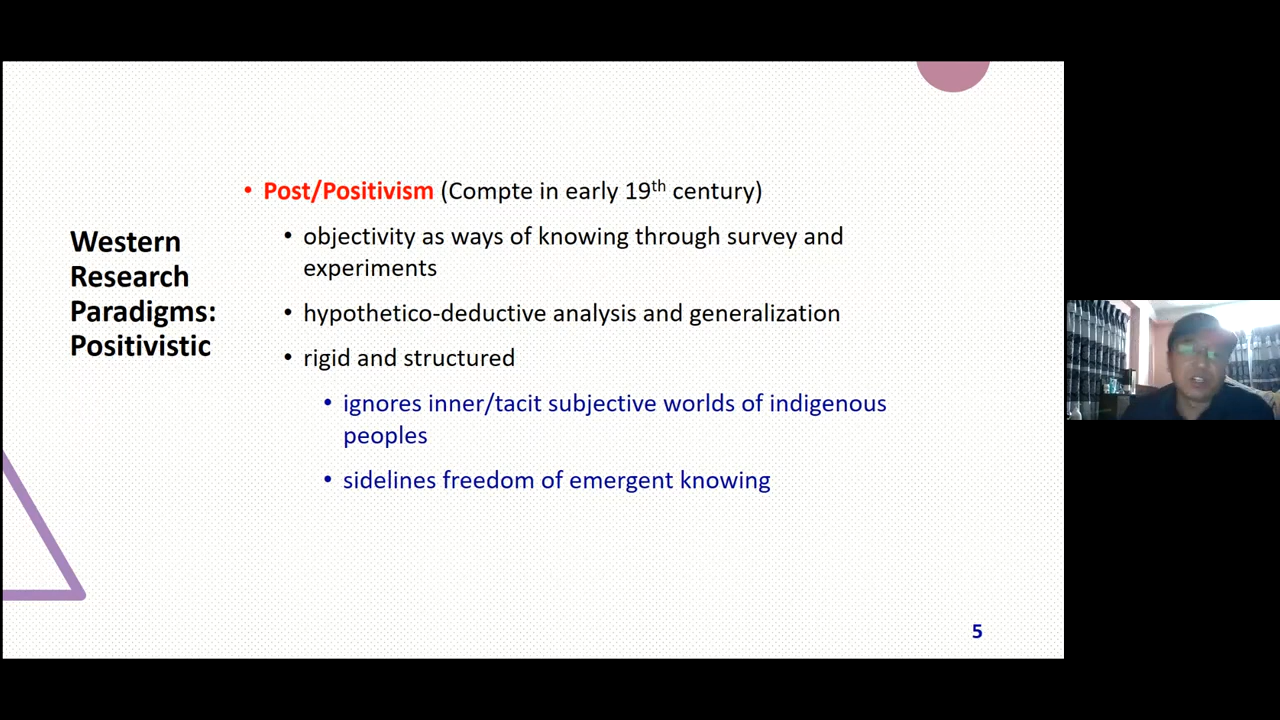 Western
Research
Paradigms:
Positivistic
• Post/Positivism (Compte in early 19th century)
• objectivity as ways of knowing through survey and
experiments
• hypothetico-deductive analysis and generalization
• rigid and structured
• ignores inner/tacit subjective worlds of indigenous
peoples
• sidelines freedom of emergent knowing
5